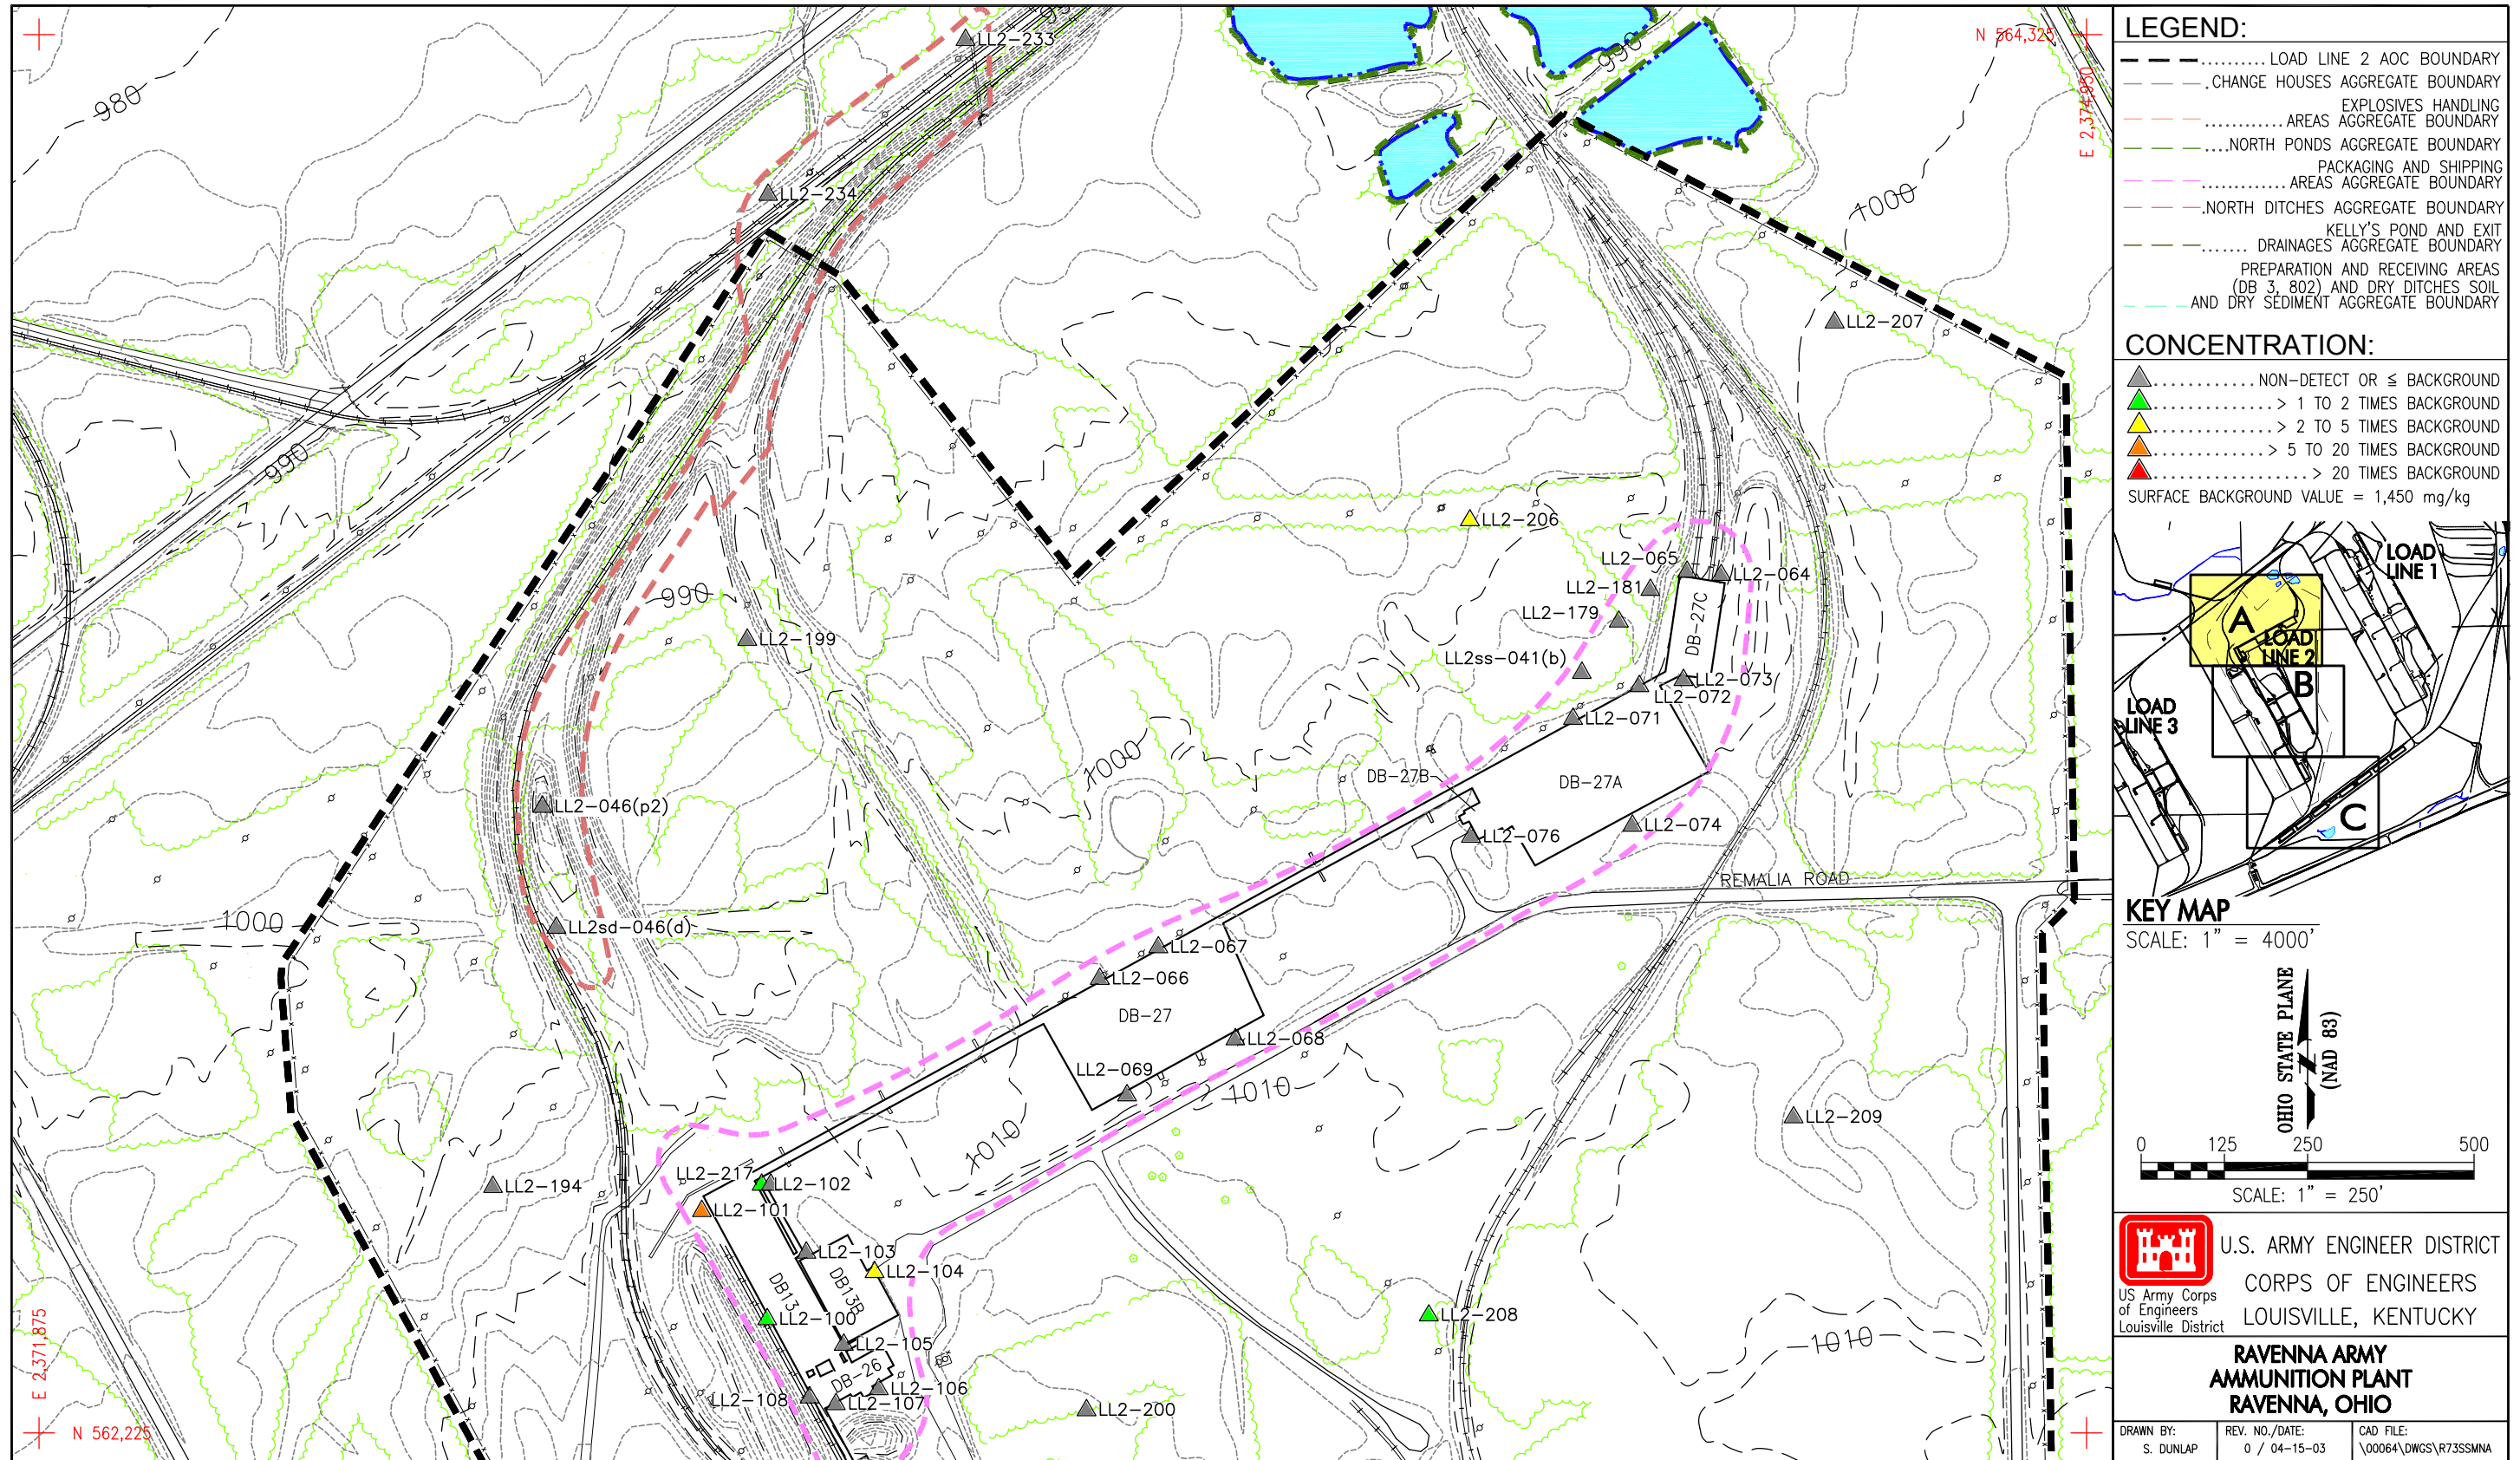 980
LL2-233
990
N 564,325
E 2,374,950
LL2-234
1000
LL2-207
990
LL2-206
LL2-065
LL2-064
LL2-181
LL2-179
DB-27C
990
LL2-199
LL2ss-041(b)
LL2-073
LL2-072
LL2-071
1000
DB-27B
DB-27A
LL2-046(p2)
LL2-074
LL2-076
REMALIA ROAD
1000
LL2sd-046(d)
LL2-067
LL2-066
DB-27
LL2-068
LL2-069
1010
1010
LL2-209
LL2-217
LL2-102
LL2-194
LL2-101
LL2-103
LL2-104
DB13
DB13B
LL2-100
LL2-208
LL2-105
1010
DB-26
LL2-106
LL2-108
LL2-107
LL2-200
E 2,371,875
N 562,225
LEGEND:
LOAD LINE 2 AOC BOUNDARY
CHANGE HOUSES AGGREGATE BOUNDARY
EXPLOSIVES HANDLING
AREAS AGGREGATE BOUNDARY
NORTH PONDS AGGREGATE BOUNDARY
PACKAGING AND SHIPPING
AREAS AGGREGATE BOUNDARY
NORTH DITCHES AGGREGATE BOUNDARY
KELLY'S POND AND EXIT
DRAINAGES AGGREGATE BOUNDARY
PREPARATION AND RECEIVING AREAS
(DB 3, 802) AND DRY DITCHES SOIL
AND DRY SEDIMENT AGGREGATE BOUNDARY
CONCENTRATION:
NON-DETECT OR ≤ BACKGROUND
> 1 TO 2 TIMES BACKGROUND
> 2 TO 5 TIMES BACKGROUND
> 5 TO 20 TIMES BACKGROUND
> 20 TIMES BACKGROUND
SURFACE BACKGROUND VALUE = 1,450 mg/kg
LOAD
LINE 1
A
LOAD
LINE 2
B
LOAD
LINE 3
C
KEY MAP
SCALE: 1" = 4000'
OHIO STATE PLANE
(NAD 83)
0 125 250 500
SCALE: 1" = 250'
US Army Corps
of Engineers
Louisville District
U.S. ARMY ENGINEER DISTRICT
CORPS OF ENGINEERS
LOUISVILLE, KENTUCKY
RAVENNA ARMY
AMMUNITION PLANT
RAVENNA, OHIO
DRAWN BY:
S. DUNLAP
REV. NO./DATE:
0 / 04-15-03
CAD FILE:
\00064\DWGS\R73SSMNA